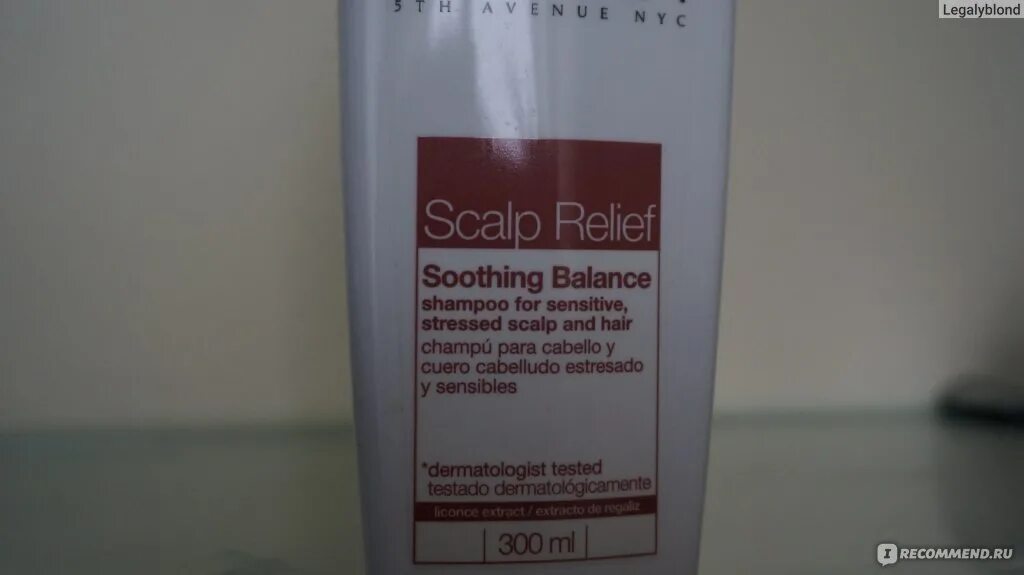 Legalyblond
5TH AVENUE NYC
Scalp Relief
Soothing Balance
shampoo for sensitive,
stressed scalp and hair
champú para cabello y
cuero cabelludo estresado
y sensibles
*dermatologist tested
testado dermatológicamente
licorice extract / extracto de regaliz
300 ml
IRECOMMEND.RU